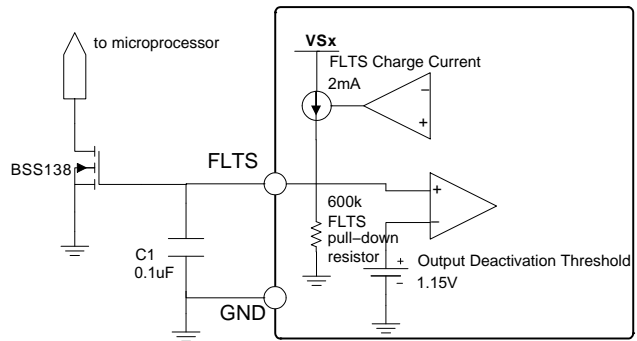 to microprocessor
VSx
FLTS Charge Current
2mA
−
+
BSS138
FLTS
C1
0.1uF
GND
600k
FLTS
pull–down
resistor
+
−
+
−
Output Deactivation Threshold
1.15V